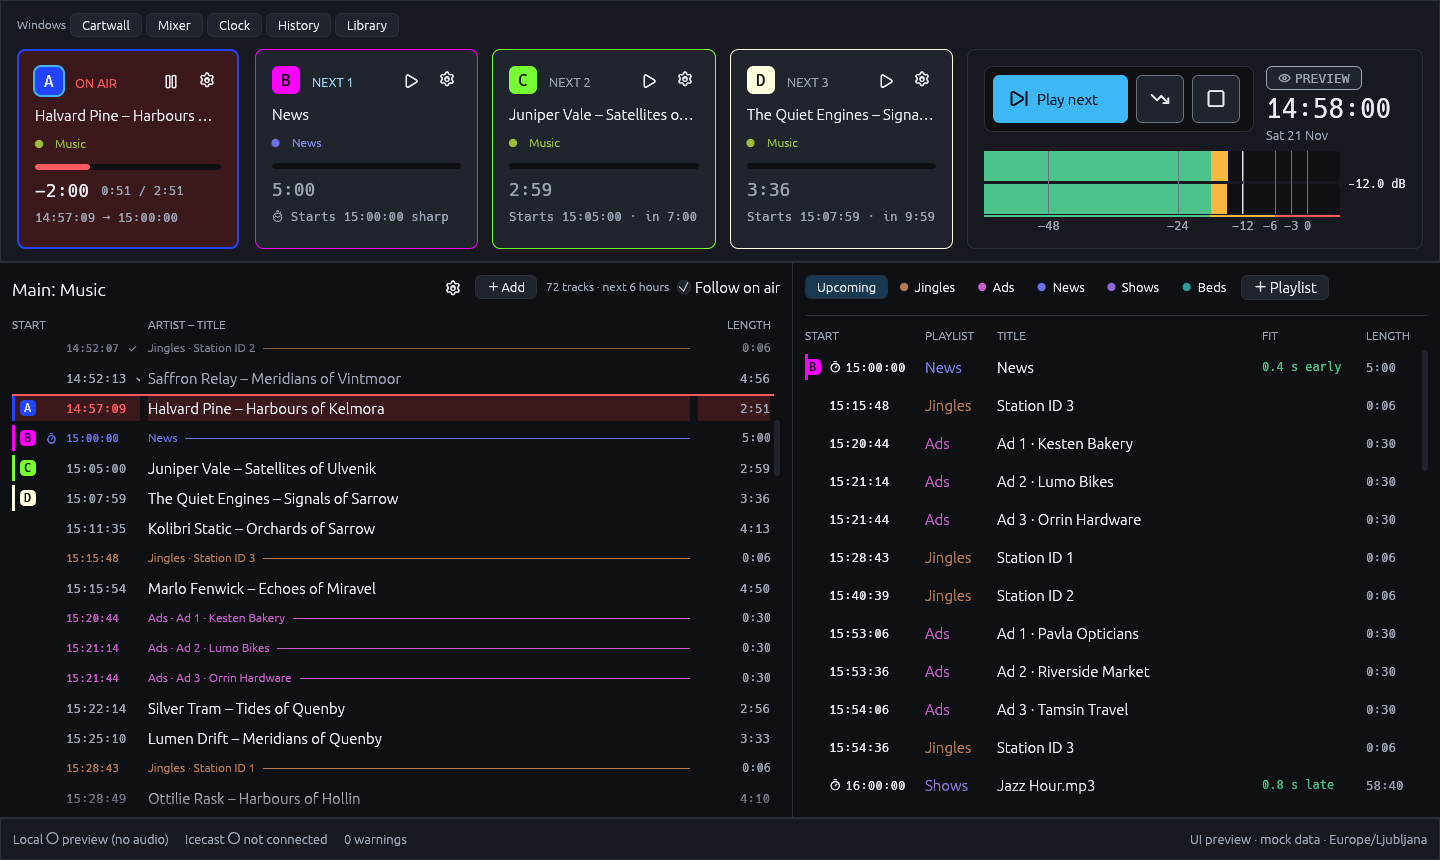 Windows Cartwall Mixer Clock History Library
A ON AIR
Halvard Pine – Harbours ...
Music
−2:00 0:51 / 2:51
14:57:09 → 15:00:00
B NEXT 1
News
News
5:00
Starts 15:00:00 sharp
C NEXT 2
Juniper Vale – Satellites o...
Music
2:59
Starts 15:05:00 · in 7:00
D NEXT 3
The Quiet Engines – Signa...
Music
3:36
Starts 15:07:59 · in 9:59
Play next
PREVIEW
14:58:00
Sat 21 Nov
-12.0 dB
−48 −24 −12 −6 −3 0
Main: Music + Add 72 tracks · next 6 hours Follow on air
START ARTIST – TITLE LENGTH
14:52:07 Jingles · Station ID 2 0:06
14:52:13 Saffron Relay – Meridians of Vintmoor 4:56
A 14:57:09 Halvard Pine – Harbours of Kelmora 2:51
B 15:00:00 News 5:00
C 15:05:00 Juniper Vale – Satellites of Ulvenik 2:59
D 15:07:59 The Quiet Engines – Signals of Sarrow 3:36
15:11:35 Kolibri Static – Orchards of Sarrow 4:13
15:15:48 Jingles · Station ID 3 0:06
15:15:54 Marlo Fenwick – Echoes of Miravel 4:50
15:20:44 Ads · Ad 1 · Kesten Bakery 0:30
15:21:14 Ads · Ad 2 · Lumo Bikes 0:30
15:21:44 Ads · Ad 3 · Orrin Hardware 0:30
15:22:14 Silver Tram – Tides of Quenby 2:56
15:25:10 Lumen Drift – Meridians of Quenby 3:33
15:28:43 Jingles · Station ID 1 0:06
15:28:49 Ottilie Rask – Harbours of Hollin 4:10
Upcoming Jingles Ads News Shows Beds + Playlist
START PLAYLIST TITLE FIT LENGTH
B 15:00:00 News News 0.4 s early 5:00
15:15:48 Jingles Station ID 3 0:06
15:20:44 Ads Ad 1 · Kesten Bakery 0:30
15:21:14 Ads Ad 2 · Lumo Bikes 0:30
15:21:44 Ads Ad 3 · Orrin Hardware 0:30
15:28:43 Jingles Station ID 1 0:06
15:40:39 Jingles Station ID 2 0:06
15:53:06 Ads Ad 1 · Pavla Opticians 0:30
15:53:36 Ads Ad 2 · Riverside Market 0:30
15:54:06 Ads Ad 3 · Tamsin Travel 0:30
15:54:36 Jingles Station ID 3 0:06
16:00:00 Shows Jazz Hour.mp3 0.8 s late 58:40
Local preview (no audio) Icecast not connected 0 warnings
UI preview · mock data · Europe/Ljubljana